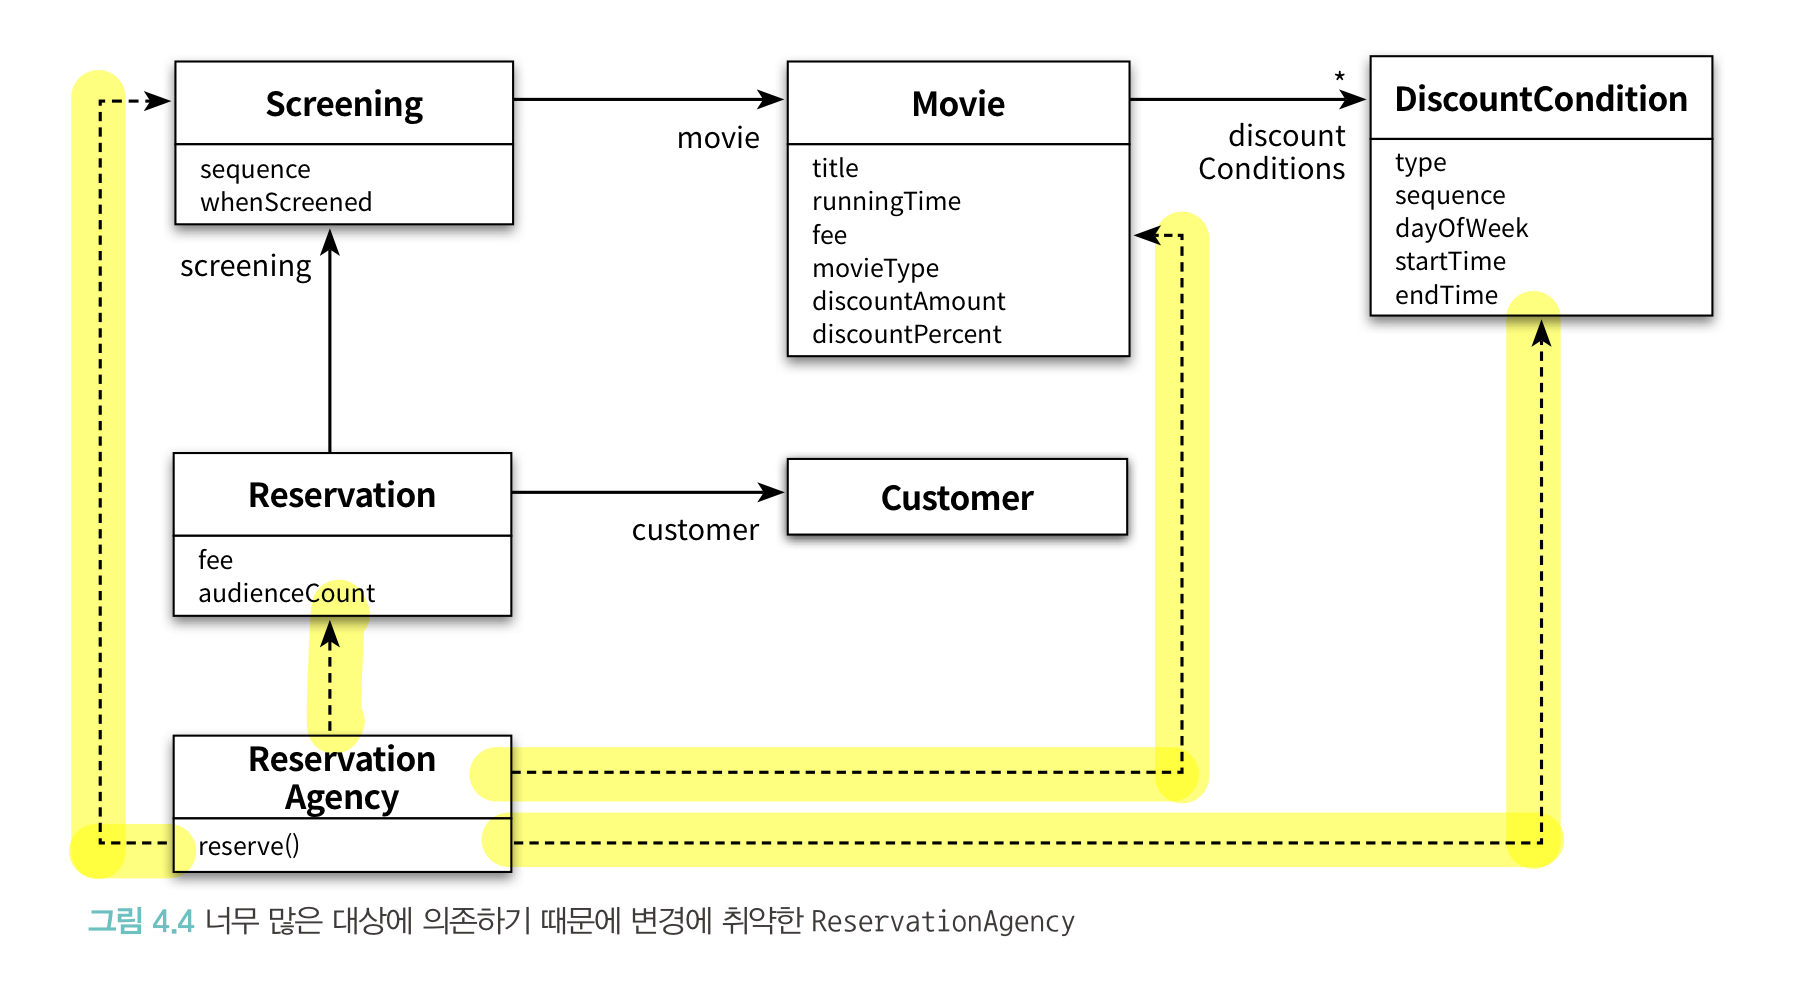 Screening
sequence
whenScreened
movie
Movie
title
runningTime
fee
movieType
discountAmount
discountPercent
*
discount
Conditions
DiscountCondition
type
sequence
dayOfWeek
startTime
endTime
screening
Reservation
fee
audienceCount
customer
Customer
Reservation
Agency
reserve()
그림 4.4 너무 많은 대상에 의존하기 때문에 변경에 취약한 ReservationAgency